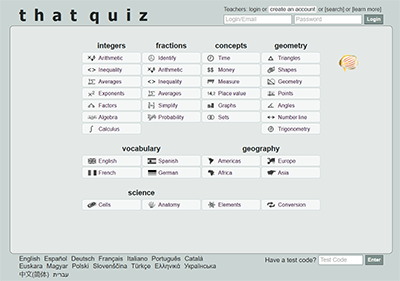 thatquiz
Teachers: login or create an account or [search] or [learn more]
Login/Email Password Login
integers fractions concepts geometry
Arithmetic Identify Time Triangles
Inequality Arithmetic Money Shapes
Averages Inequality Measure Geometry
Exponents Averages Place value Points
Factors Simplify Graphs Angles
Algebra Probability Sets Number line
Calculus Trigonometry
vocabulary geography
English Spanish Americas Europe
French German Africa Asia
science
Cells Anatomy Elements Conversion
English Español Deutsch Français Italiano Português Català
Euskara Magyar Polski Slovenščina Türkçe Ελληνικά Українська
中文(简体) עברית
Have a test code? Test Code Enter